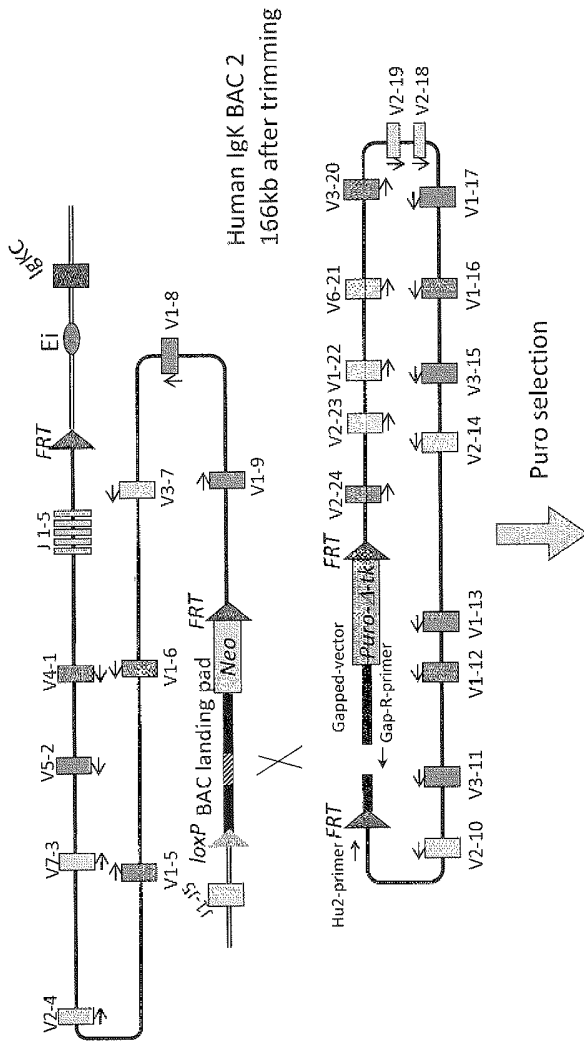 IgKC
Ei
FRT
J 1-5
V4-1
V5-2
V7-3
V2-4
V1-5
V1-6
V3-7
V1-8
V1-9
FRT
Neo
BAC landing pad
loxP
J1-J5
Human IgK BAC 2
166kb after trimming
V2-19
V2-18
V3-20
V6-21
V1-22
V2-23
V2-24
FRT
Puro-Δ-tk
Gapped-vector
Gap-R-primer
Hu2-primer
FRT
V2-10
V3-11
V1-12
V1-13
V2-14
V3-15
V1-16
V1-17
Puro selection